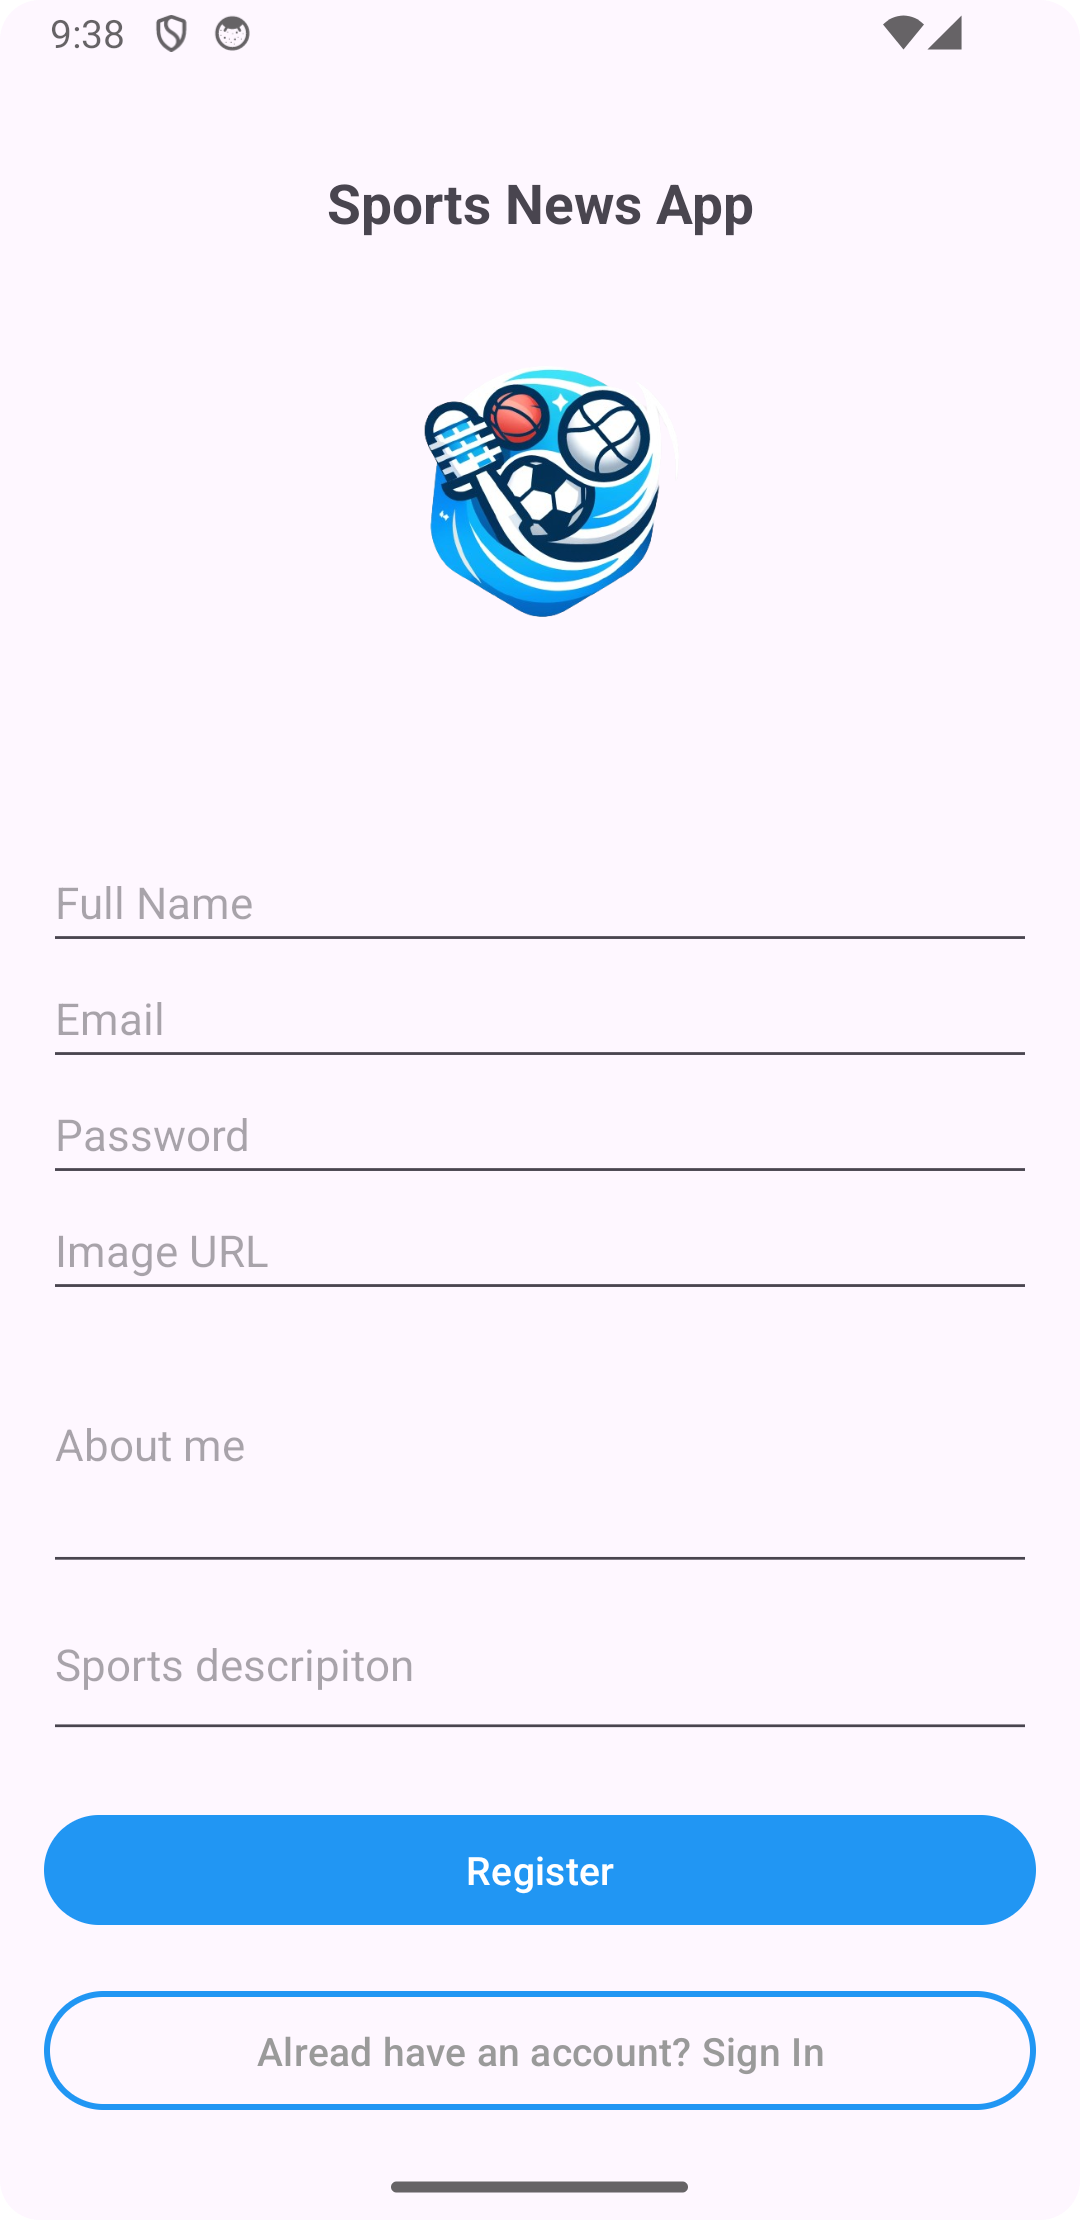 9:38
Sports News App
Full Name
Email
Password
Image URL
About me
Sports descripiton
Register
Alread have an account? Sign In